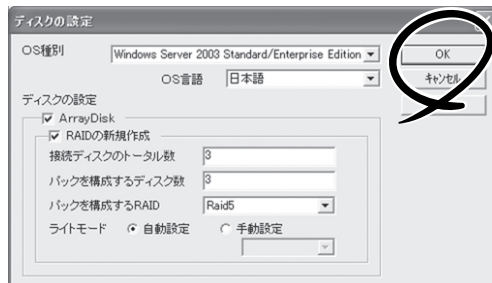 ディスクの設定
OS種別 Windows Server 2003 Standard/Enterprise Edition
OK
OS言語 日本語
キャンセル
ディスクの設定
ArrayDisk
RAIDの新規作成
接続ディスクのトータル数 3
パックを構成するディスク数 3
パックを構成するRAID Raid5
ライトモード 自動設定 手動設定